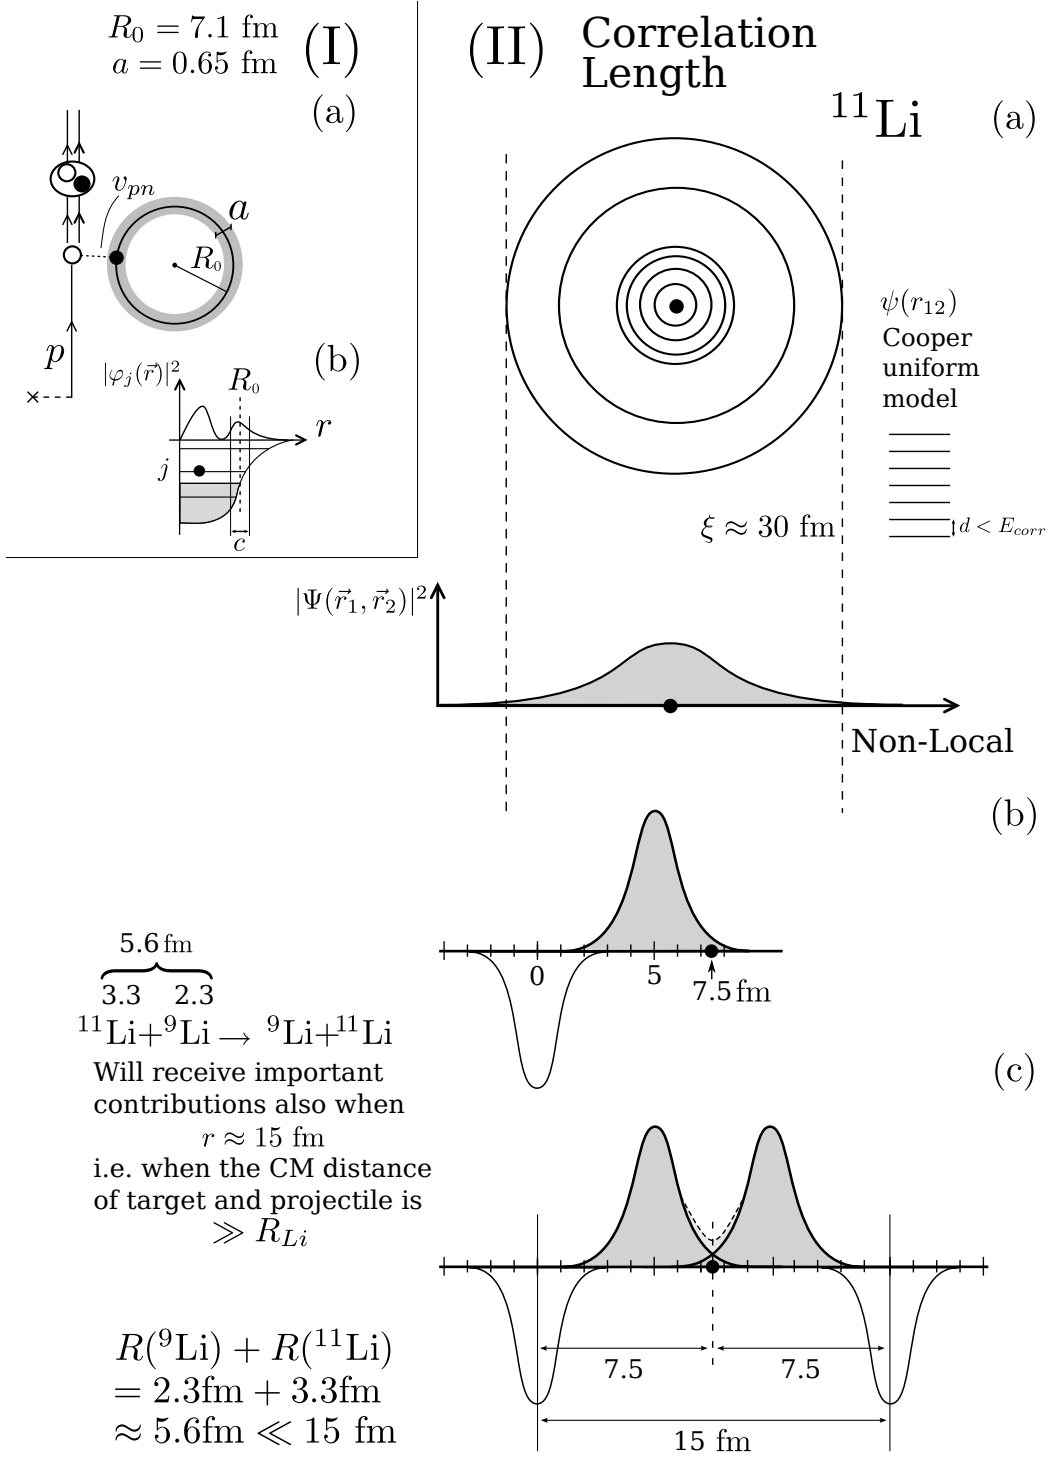 R₀ = 7.1 fm
a = 0.65 fm
(I)
(a)
v_pn
a
R₀
p
(b)
|φ_j(r⃗)|²
R₀
r
j
c
(II)
Correlation
Length
¹¹Li
(a)
ψ(r₁₂)
Cooper
uniform
model
d < E_corr
ξ ≈ 30 fm
|Ψ(r⃗₁, r⃗₂)|²
Non-Local
(b)
0
5
7.5 fm
5.6 fm
3.3 2.3
¹¹Li+⁹Li → ⁹Li+¹¹Li
Will receive important
contributions also when
r ≈ 15 fm
i.e. when the CM distance
of target and projectile is
≫ R_Li
(c)
7.5
7.5
15 fm
R(⁹Li) + R(¹¹Li)
= 2.3fm + 3.3fm
≈ 5.6fm ≪ 15 fm